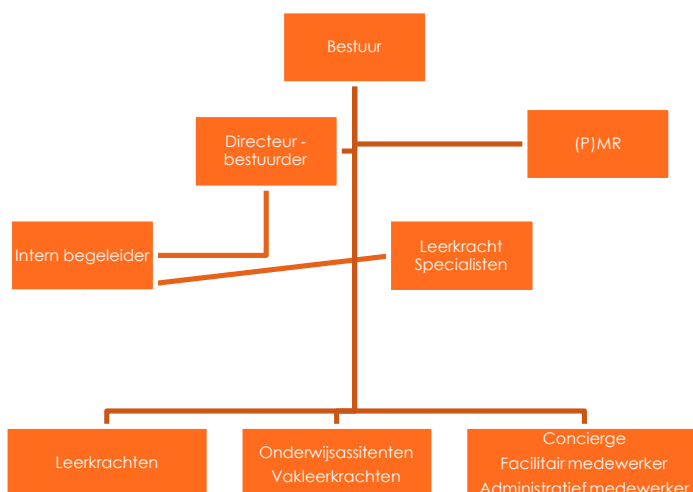 Bestuur
Directeur -
bestuurder
(P)MR
Intern begeleider
Leerkracht
Specialisten
Leerkrachten
Onderwijsassitenten
Vakleerkrachten
Concierge
Facilitair medewerker
Administratief medewerker